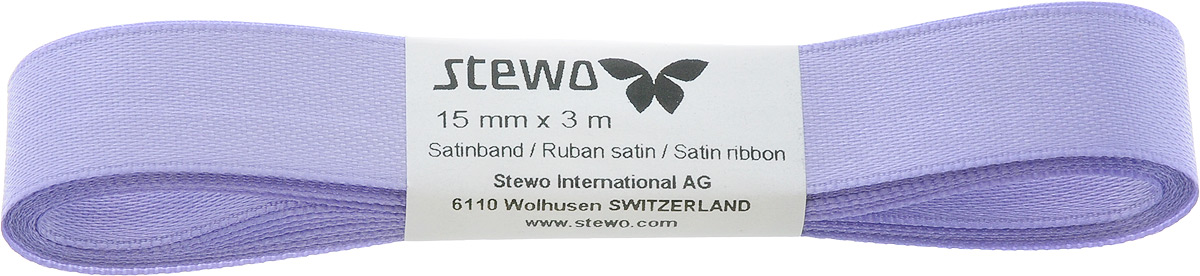 stewo
15 mm x 3 m
Satinband / Ruban satin / Satin ribbon
Stewo International AG
6110 Wolhusen SWITZERLAND
www.stewo.com